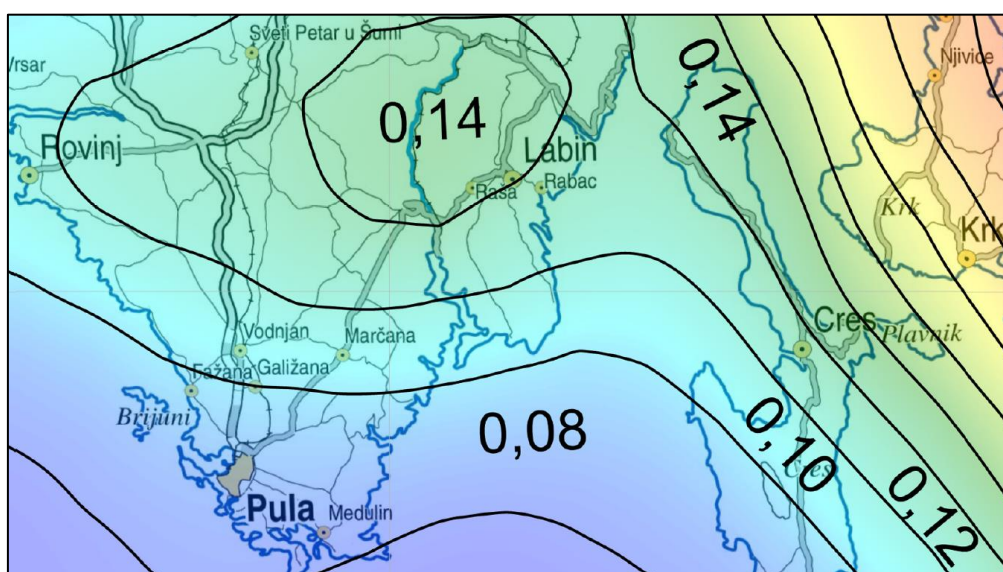 Sveti Petar u Šumi
Vrsar
Njivice
0,14
0,14
Rovinj
Labin
Raša
Rabac
Krk
Krk
Cres
Plavnik
Vodnjan
Marčana
Fažana
Galižana
Brijuni
0,08
0,10
Cres
0,12
Pula
Medulin